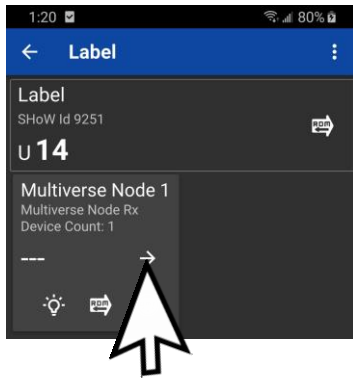 1:20 80%
Label
Label
SHoW Id 9251
ROM
U 14
Multiverse Node 1
Multiverse Node Rx
Device Count: 1
---
ROM